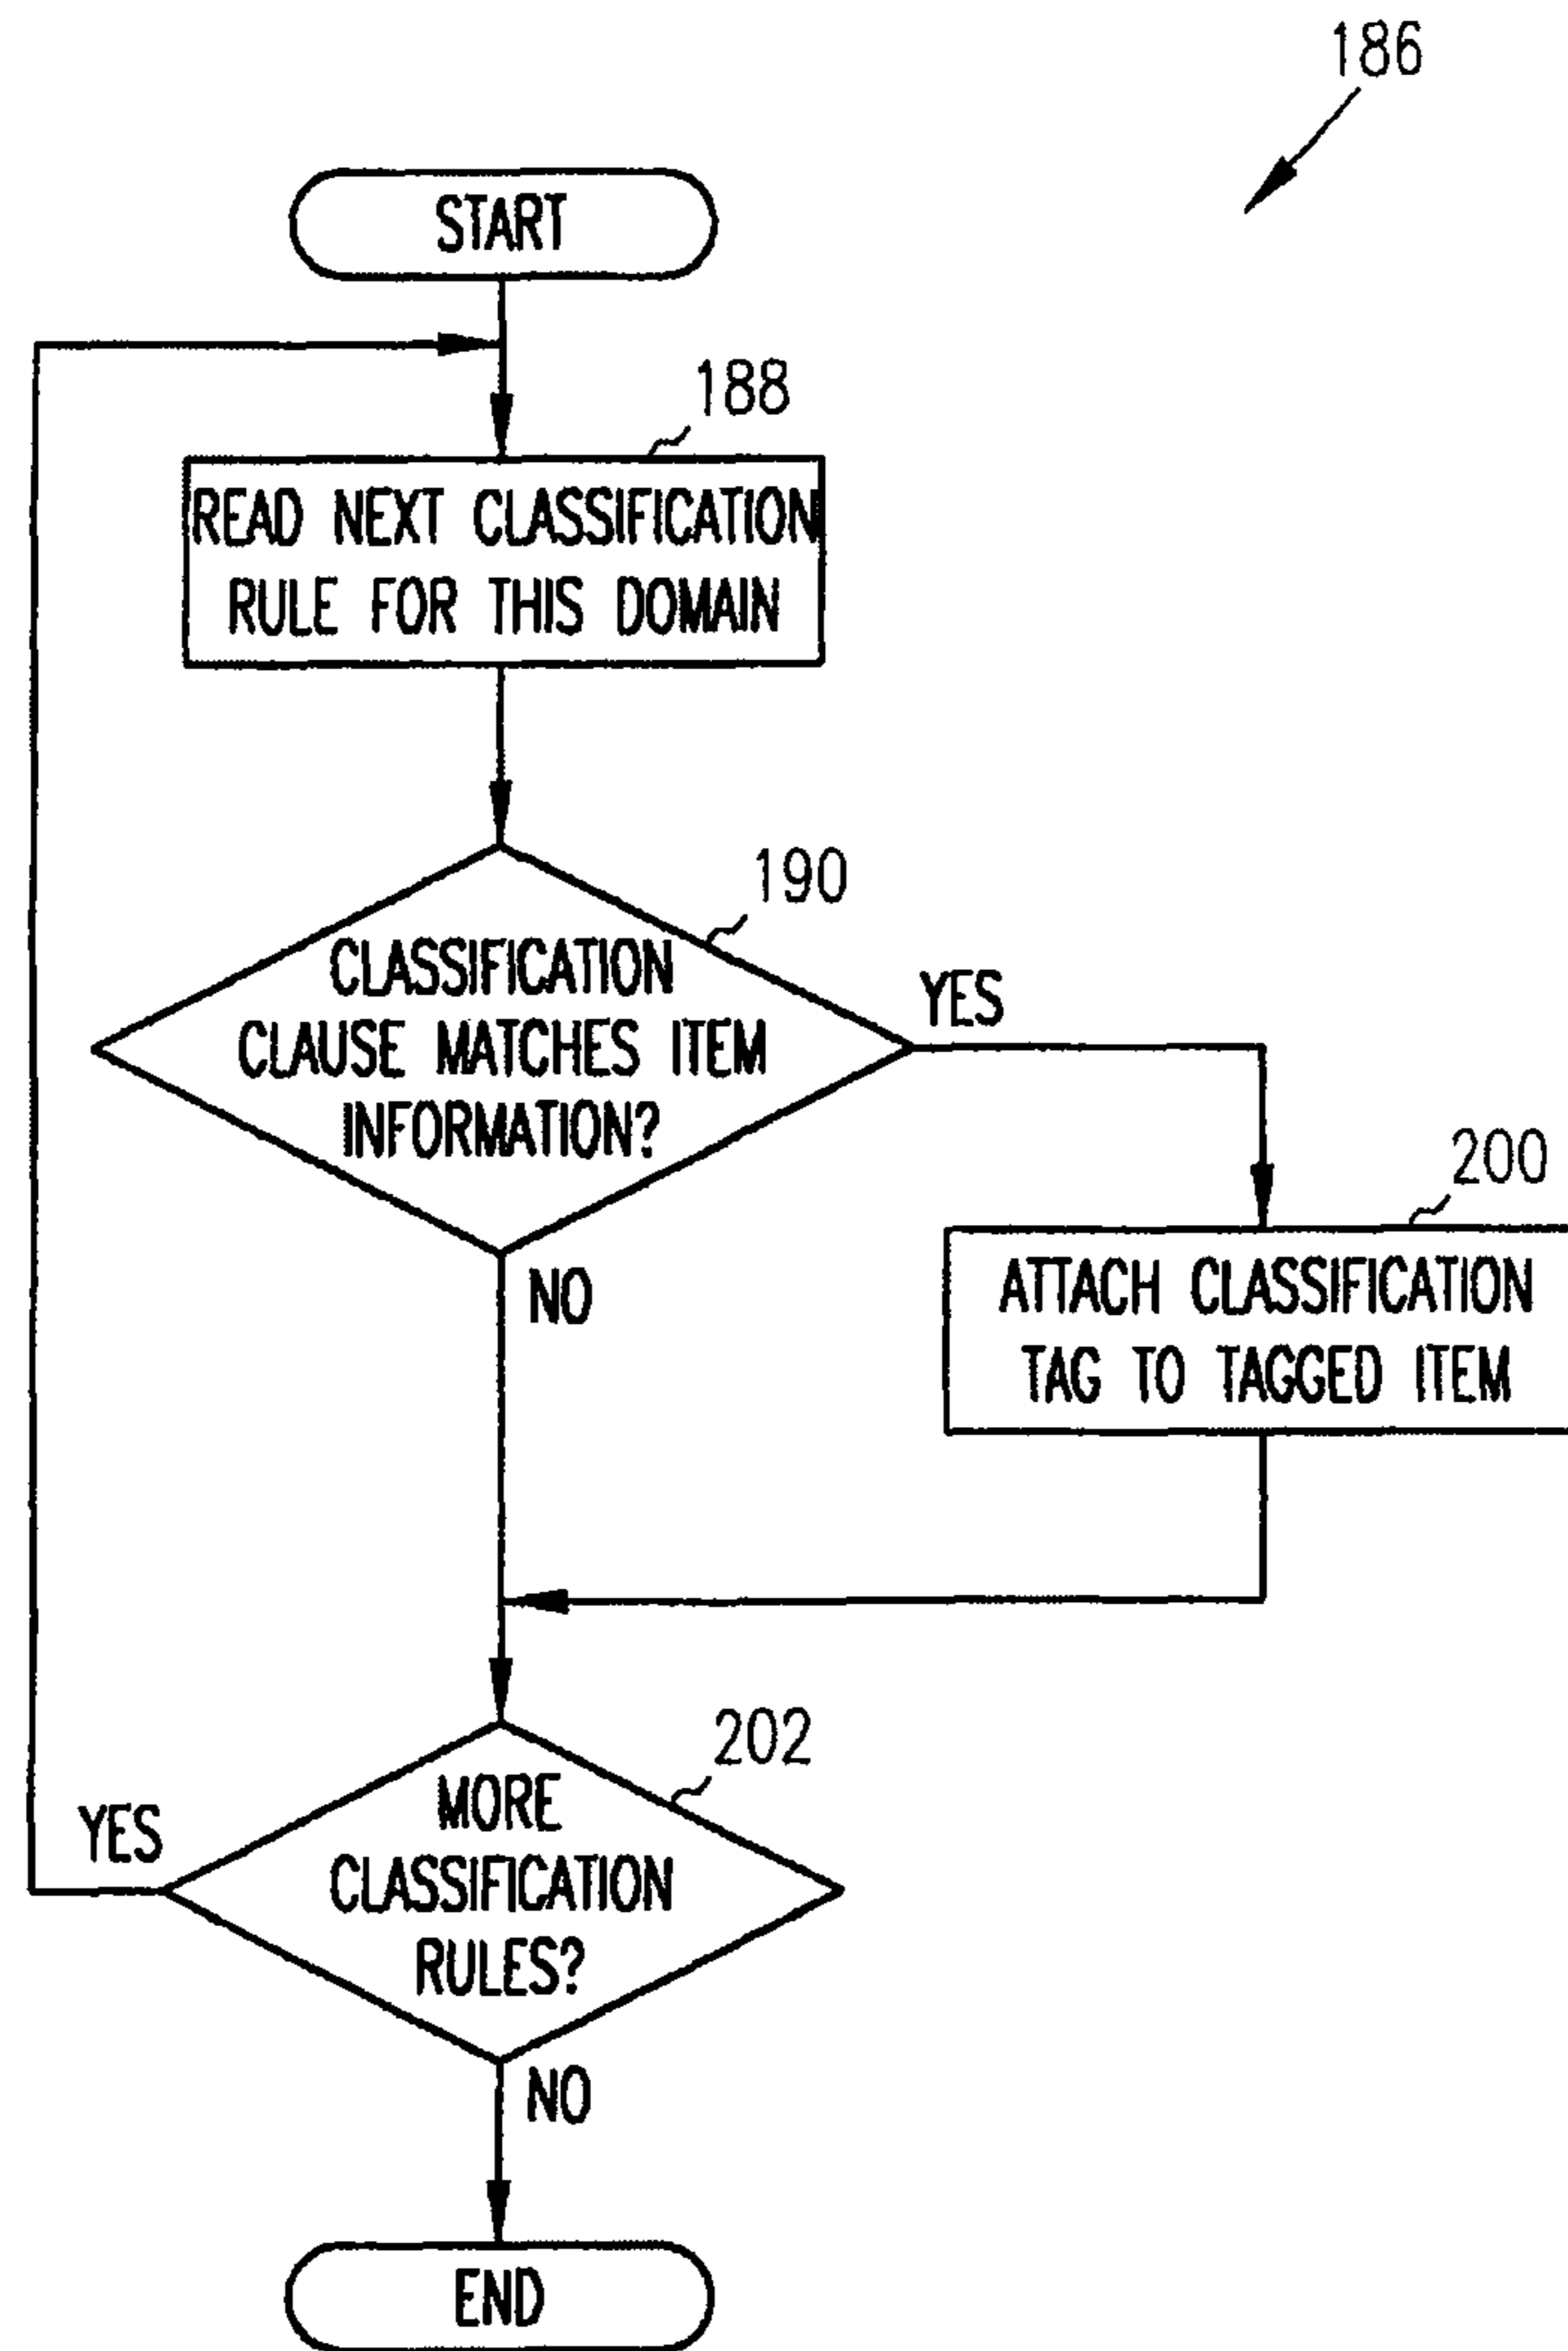 186
START
188
READ NEXT CLASSIFICATION
RULE FOR THIS DOMAIN
190
CLASSIFICATION
CLAUSE MATCHES ITEM
INFORMATION?
YES
NO
200
ATTACH CLASSIFICATION
TAG TO TAGGED ITEM
202
MORE
CLASSIFICATION
RULES?
YES
NO
END